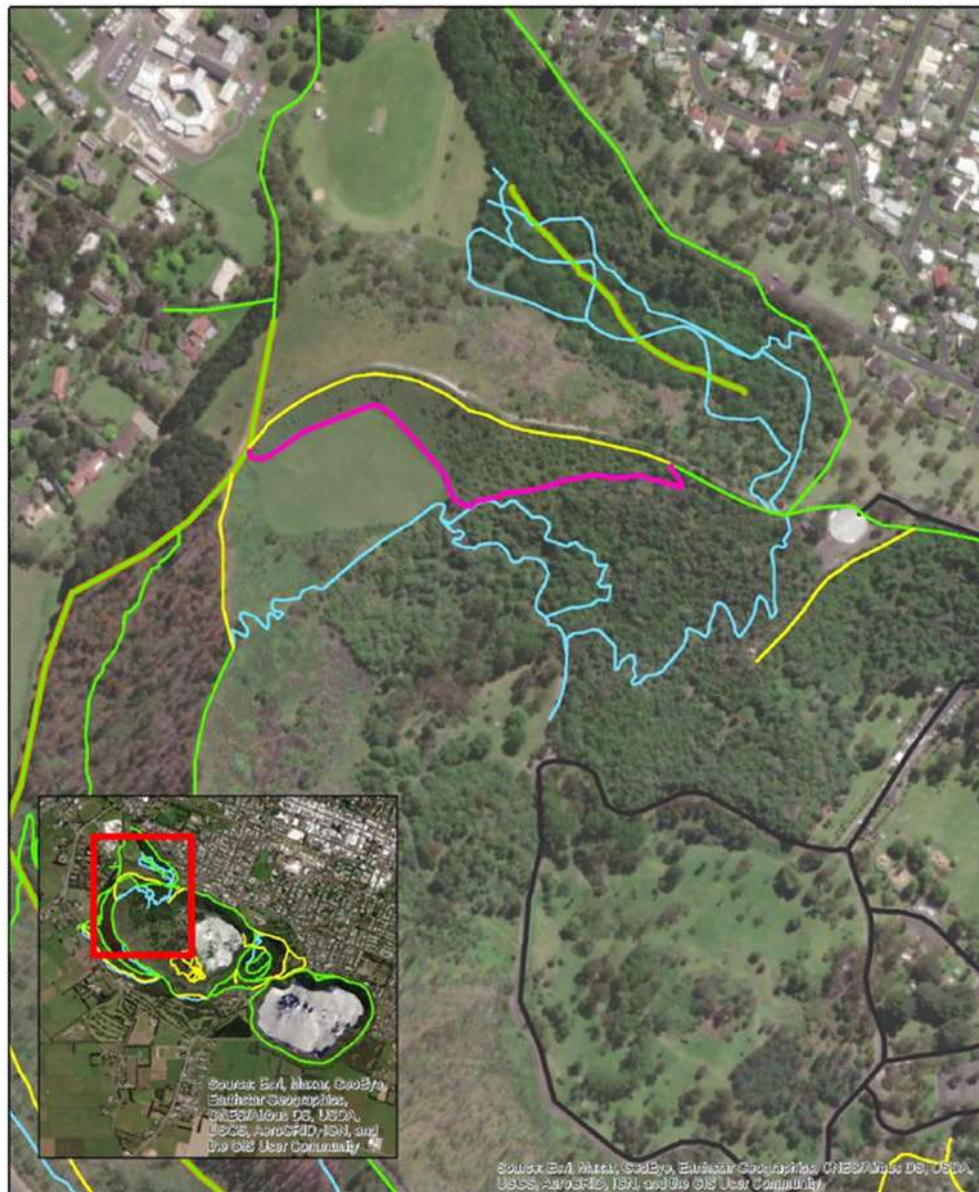 Source: Esri, Maxar, GeoEye,
Earthstar Geographics,
CNES/Airbus DS, USDA,
USGS, AeroGRID, IGN, and
the GIS User Community
Source: Esri, Maxar, GeoEye, Earthstar Geographics, CNES/Airbus DS, USDA,
USGS, AeroGRID, IGN, and the GIS User Community